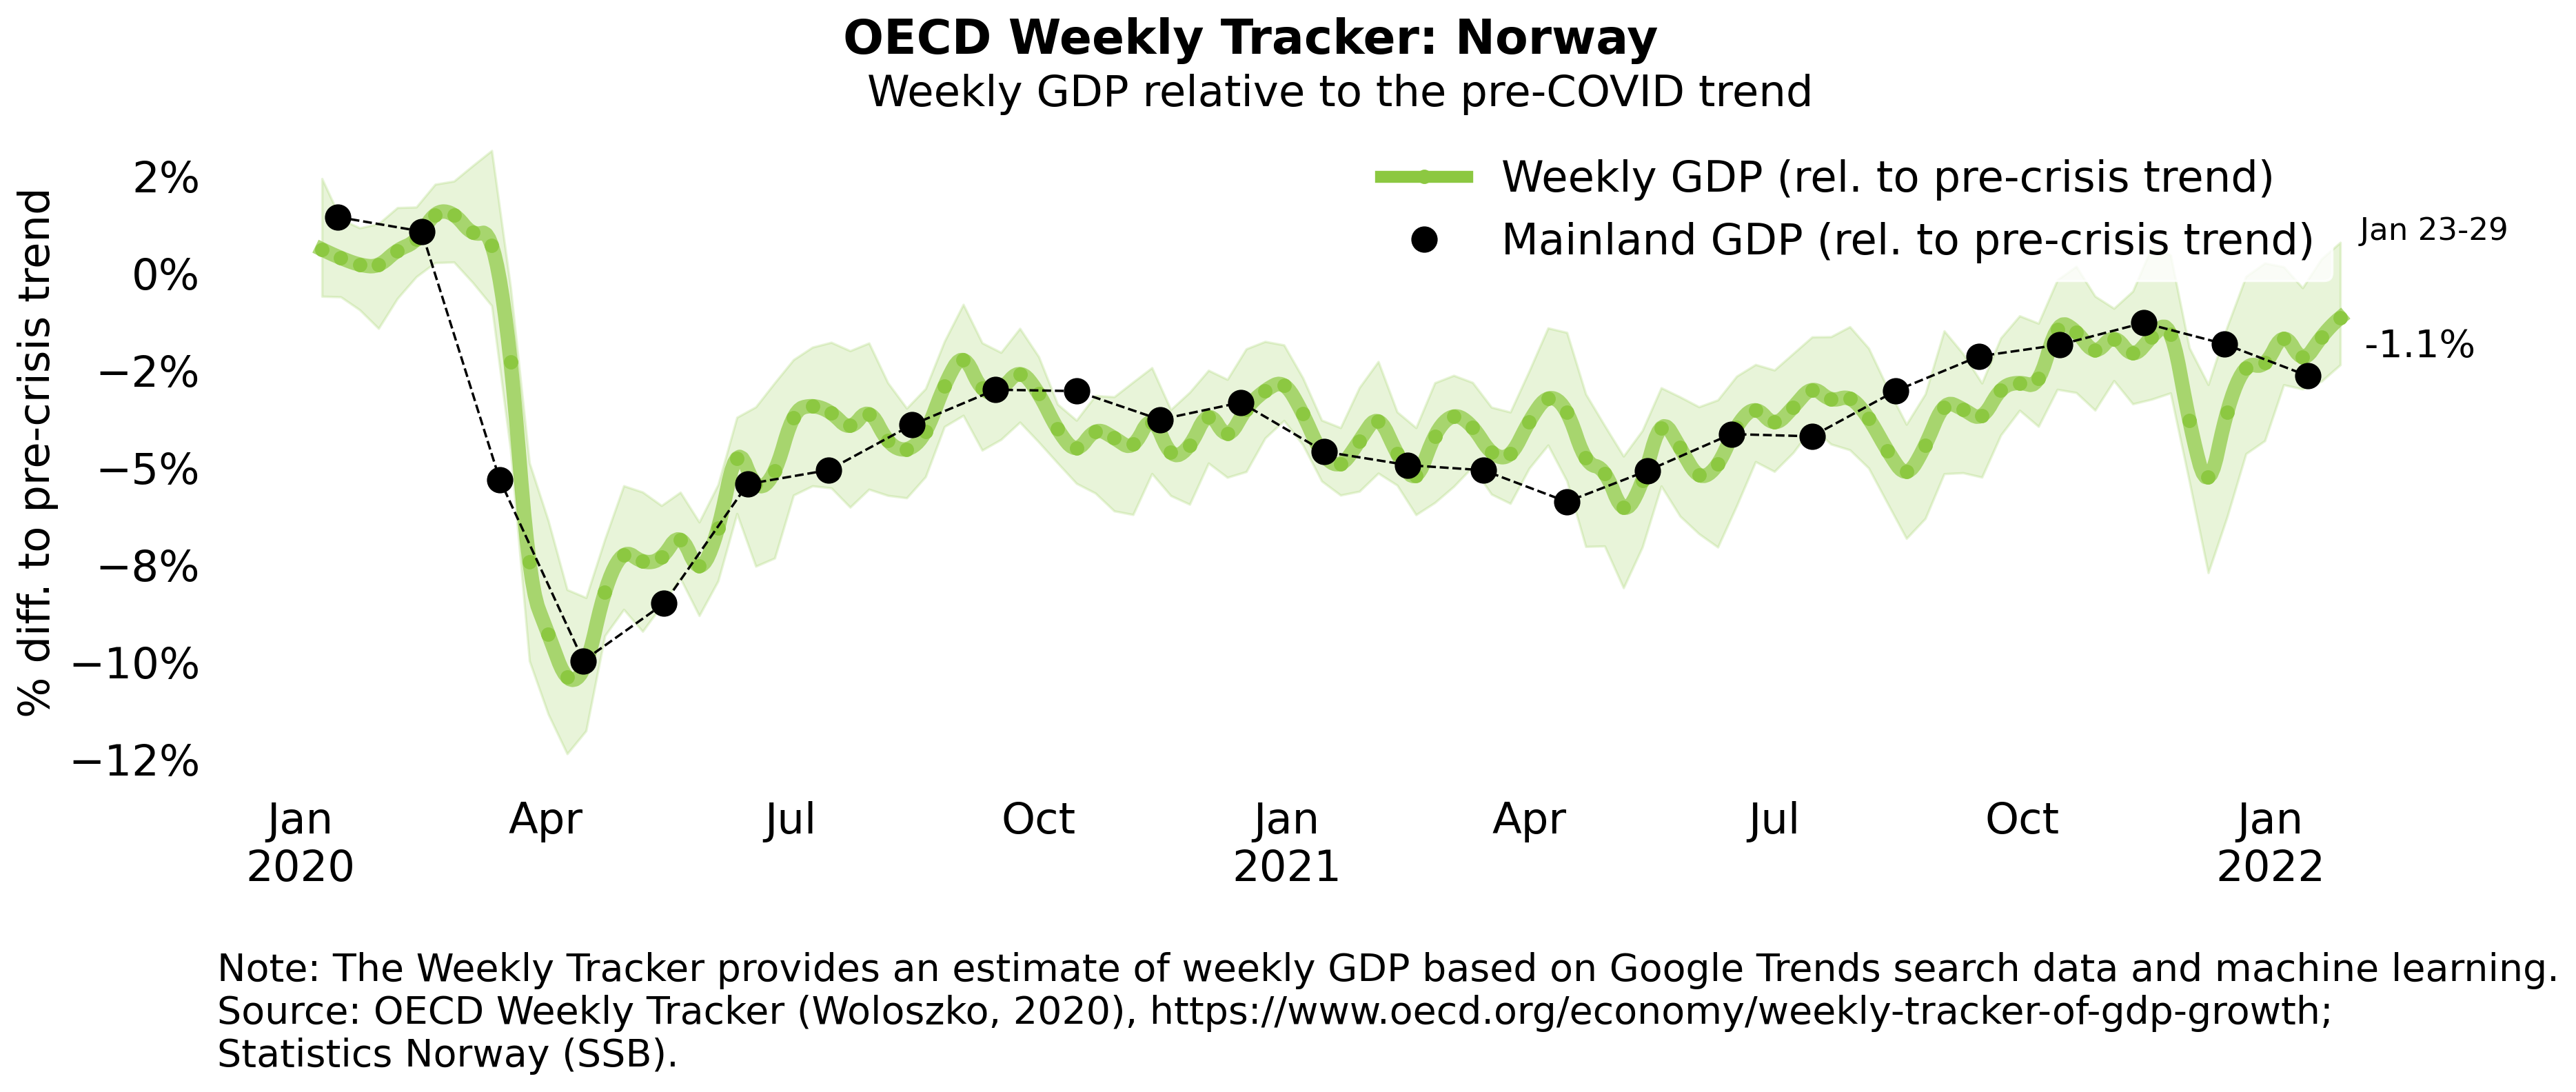 OECD Weekly Tracker: Norway
Weekly GDP relative to the pre-COVID trend
% diff. to pre-crisis trend
2%
0%
−2%
−5%
−8%
−10%
−12%
Weekly GDP (rel. to pre-crisis trend)
Mainland GDP (rel. to pre-crisis trend)
Jan 23-29
-1.1%
Jan Apr Jul Oct Jan Apr Jul Oct Jan
2020 2021 2022
Note: The Weekly Tracker provides an estimate of weekly GDP based on Google Trends search data and machine learning.
Source: OECD Weekly Tracker (Woloszko, 2020), https://www.oecd.org/economy/weekly-tracker-of-gdp-growth;
Statistics Norway (SSB).